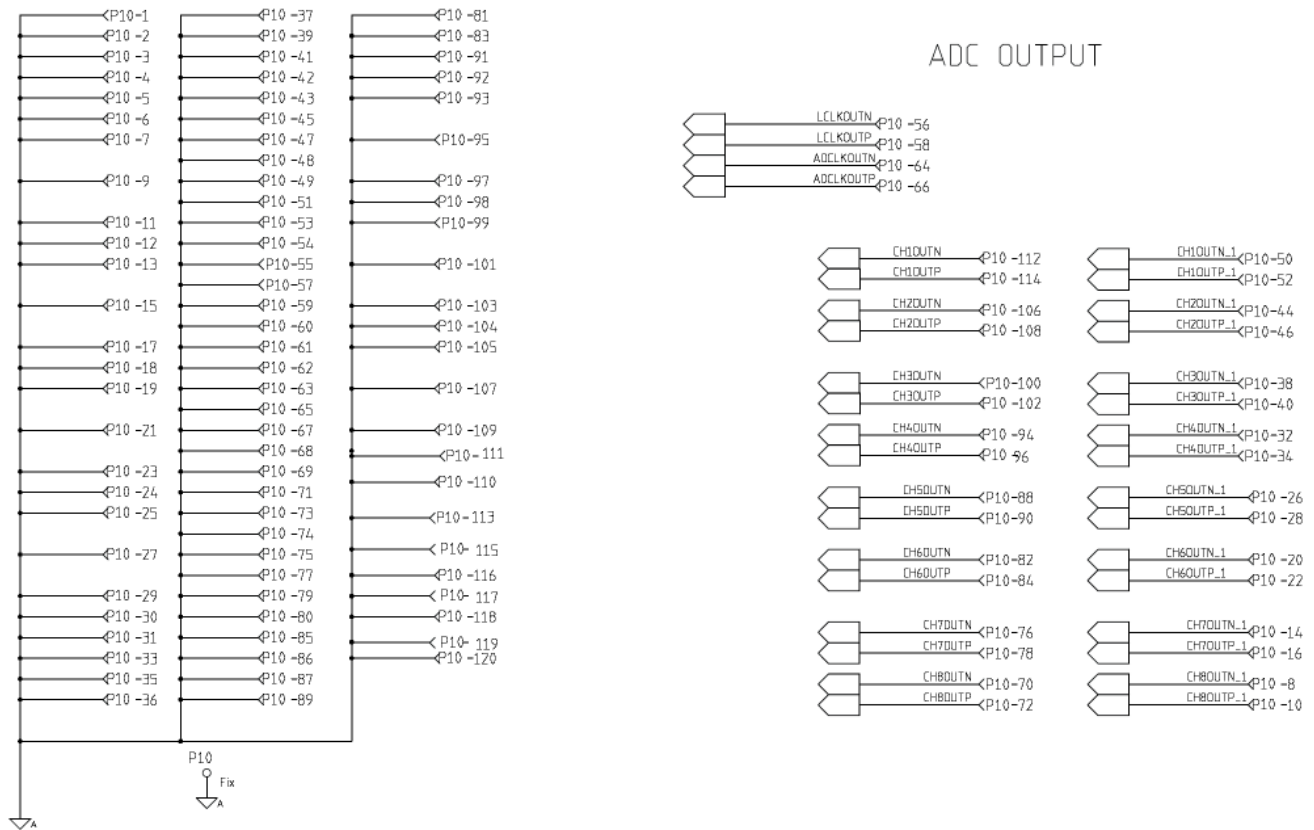 P10-1
P10 -2
P10 -3
P10 -4
P10 -5
P10 -6
P10 -7
P10 -9
P10 -11
P10 -12
P10 -13
P10 -15
P10 -17
P10 -18
P10 -19
P10 -21
P10 -23
P10 -24
P10 -25
P10 -27
P10 -29
P10 -30
P10 -31
P10 -33
P10 -35
P10 -36
A
P10 -37
P10 -39
P10 -41
P10 -42
P10 -43
P10 -45
P10 -47
P10 -48
P10 -49
P10 -51
P10 -53
P10 -54
P10-55
P10-57
P10 -59
P10 -60
P10 -61
P10 -62
P10 -63
P10 -65
P10 -67
P10 -68
P10 -69
P10 -71
P10 -73
P10 -74
P10 -75
P10 -77
P10 -79
P10 -80
P10 -85
P10 -86
P10 -87
P10 -89
P10
Fix
A
P10 -81
P10 -83
P10 -91
P10 -92
P10 -93
P10-95
P10 -97
P10 -98
P10-99
P10 -101
P10 -103
P10 -104
P10 -105
P10 -107
P10 -109
P10- 111
P10 -110
P10-113
P10- 115
P10 -116
P10- 117
P10 -118
P10- 119
P10 -120
ADC OUTPUT
LCLKOUTN P10 -56
LCLKOUTP P10 -58
ADCLKOUTN P10 -64
ADCLKOUTP P10 -66
CH1OUTN P10 -112
CH1OUTP P10 -114
CH2OUTN P10 -106
CH2OUTP P10 -108
CH3OUTN P10-100
CH3OUTP P10 -102
CH4OUTN P10 -94
CH4OUTP P10 -96
CH5OUTN P10-88
CH5OUTP P10-90
CH6OUTN P10-82
CH6OUTP P10-84
CH7OUTN P10-76
CH7OUTP P10-78
CH8OUTN P10-70
CH8OUTP P10-72
CH1OUTN_1 P10-50
CH1OUTP_1 P10-52
CH2OUTN_1 P10-44
CH2OUTP_1 P10-46
CH3OUTN_1 P10-38
CH3OUTP_1 P10-40
CH4OUTN_1 P10-32
CH4OUTP_1 P10-34
CH5OUTN_1 P10 -26
CH5OUTP_1 P10 -28
CH6OUTN_1 P10 -20
CH6OUTP_1 P10 -22
CH7OUTN_1 P10 -14
CH7OUTP_1 P10 -16
CH8OUTN_1 P10 -8
CH8OUTP_1 P10 -10